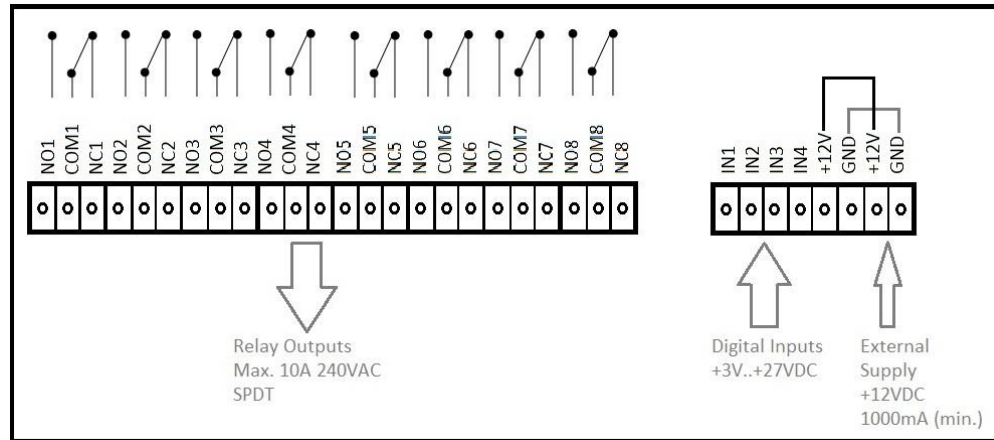 NO1
COM1
NC1
NO2
COM2
NC2
NO3
COM3
NC3
NO4
COM4
NC4
NO5
COM5
NC5
NO6
COM6
NC6
NO7
COM7
NC7
NO8
COM8
NC8
IN1
IN2
IN3
IN4
+12V
GND
+12V
GND
Relay Outputs
Max. 10A 240VAC
SPDT
Digital Inputs
+3V..+27VDC
External
Supply
+12VDC
1000mA (min.)